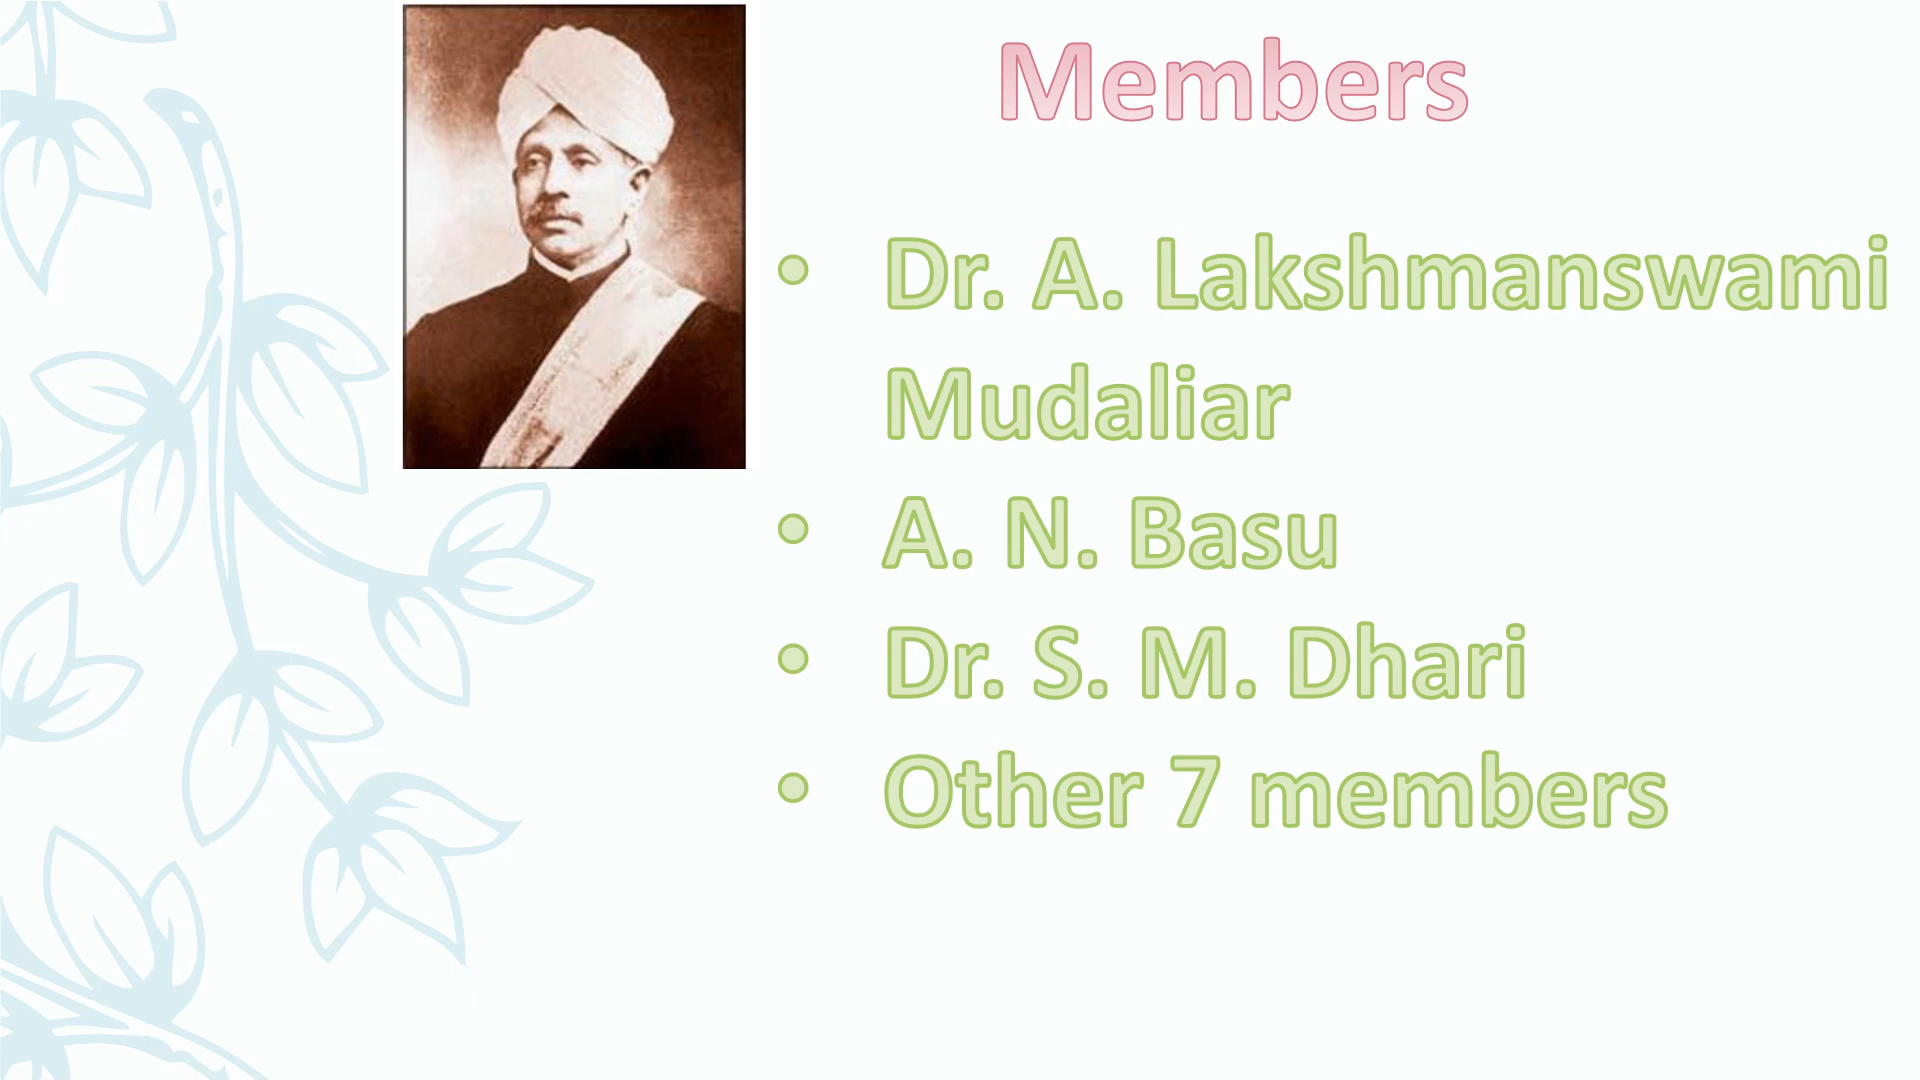 Members
• Dr. A. Lakshmanswami
Mudaliar
• A. N. Basu
• Dr. S. M. Dhari
• Other 7 members